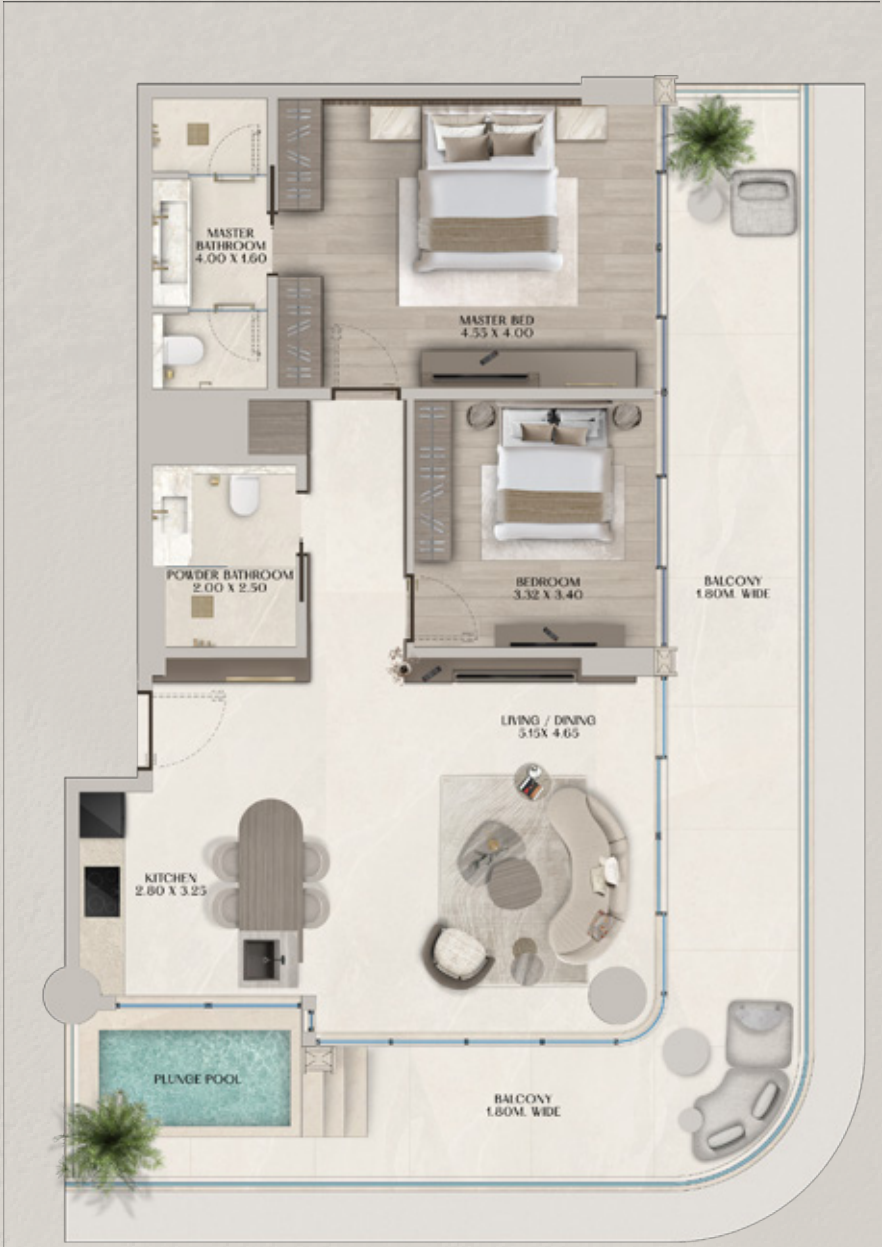 MASTER
BATHROOM
4.00 X 1.60
MASTER BED
4.55 X 4.00
POWDER BATHROOM
2.00 X 2.50
BEDROOM
3.32 X 3.40
BALCONY
1.80M. WIDE
LIVING / DINING
5.15X 4.65
KITCHEN
2.80 X 3.25
PLUNGE POOL
BALCONY
1.80M. WIDE